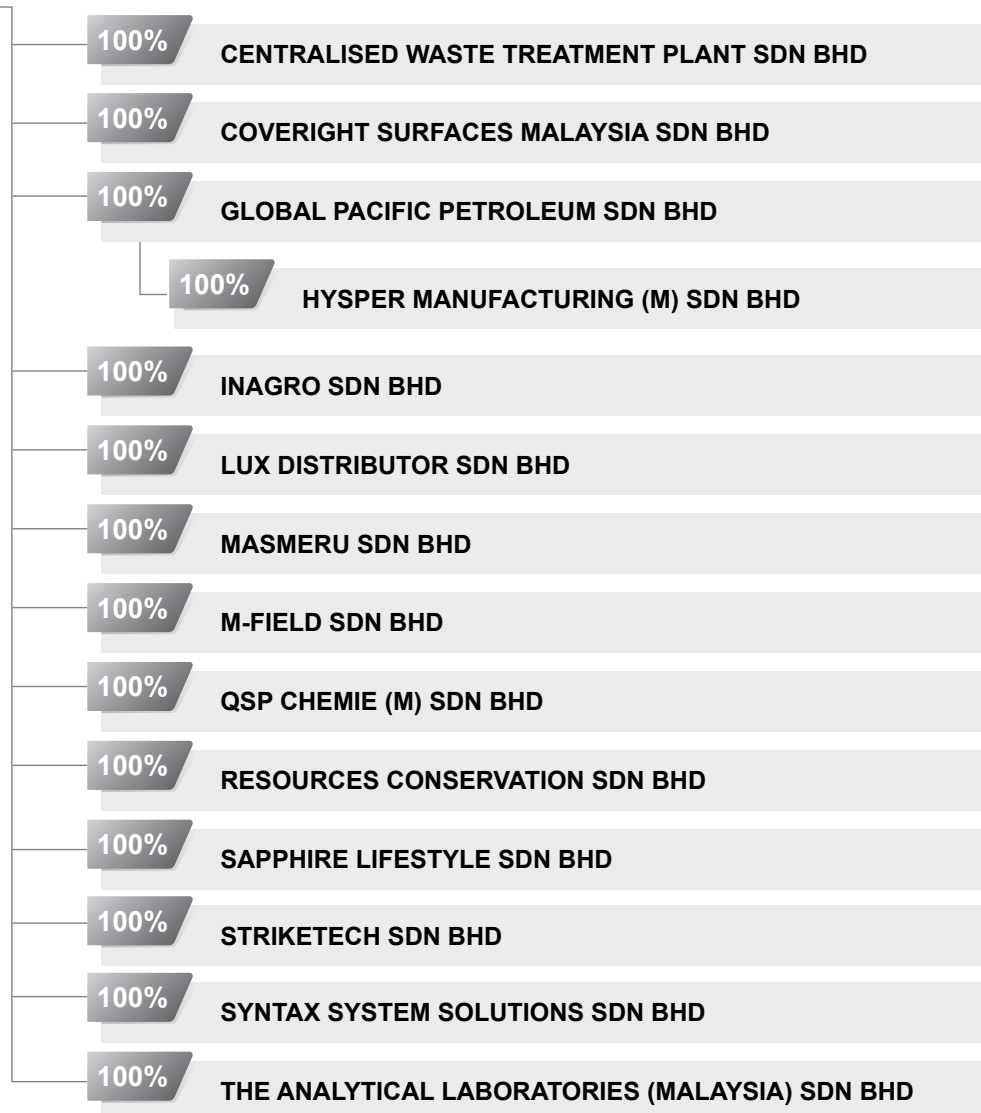 100% CENTRALISED WASTE TREATMENT PLANT SDN BHD
100% COVERIGHT SURFACES MALAYSIA SDN BHD
100% GLOBAL PACIFIC PETROLEUM SDN BHD
100% HYSPER MANUFACTURING (M) SDN BHD
100% INAGRO SDN BHD
100% LUX DISTRIBUTOR SDN BHD
100% MASMERU SDN BHD
100% M-FIELD SDN BHD
100% QSP CHEMIE (M) SDN BHD
100% RESOURCES CONSERVATION SDN BHD
100% SAPPHIRE LIFESTYLE SDN BHD
100% STRIKETECH SDN BHD
100% SYNTAX SYSTEM SOLUTIONS SDN BHD
100% THE ANALYTICAL LABORATORIES (MALAYSIA) SDN BHD